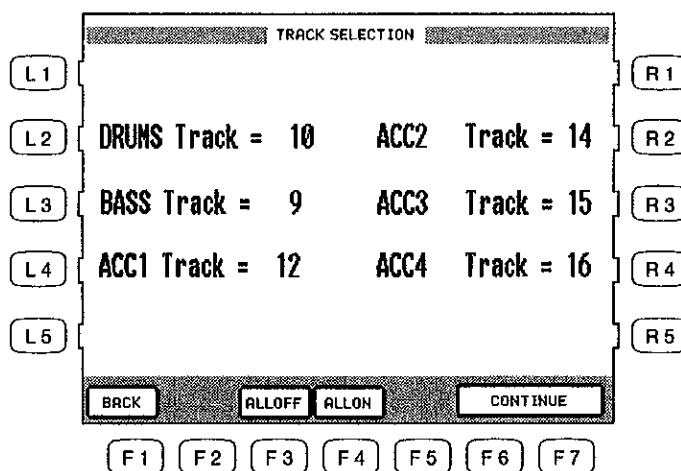 TRACK SELECTION
L1 R1
L2 DRUMS Track = 10 ACC2 Track = 14 R2
L3 BASS Track = 9 ACC3 Track = 15 R3
L4 ACC1 Track = 12 ACC4 Track = 16 R4
L5 R5
BACK ALLOFF ALLON CONTINUE
F1 F2 F3 F4 F5 F6 F7